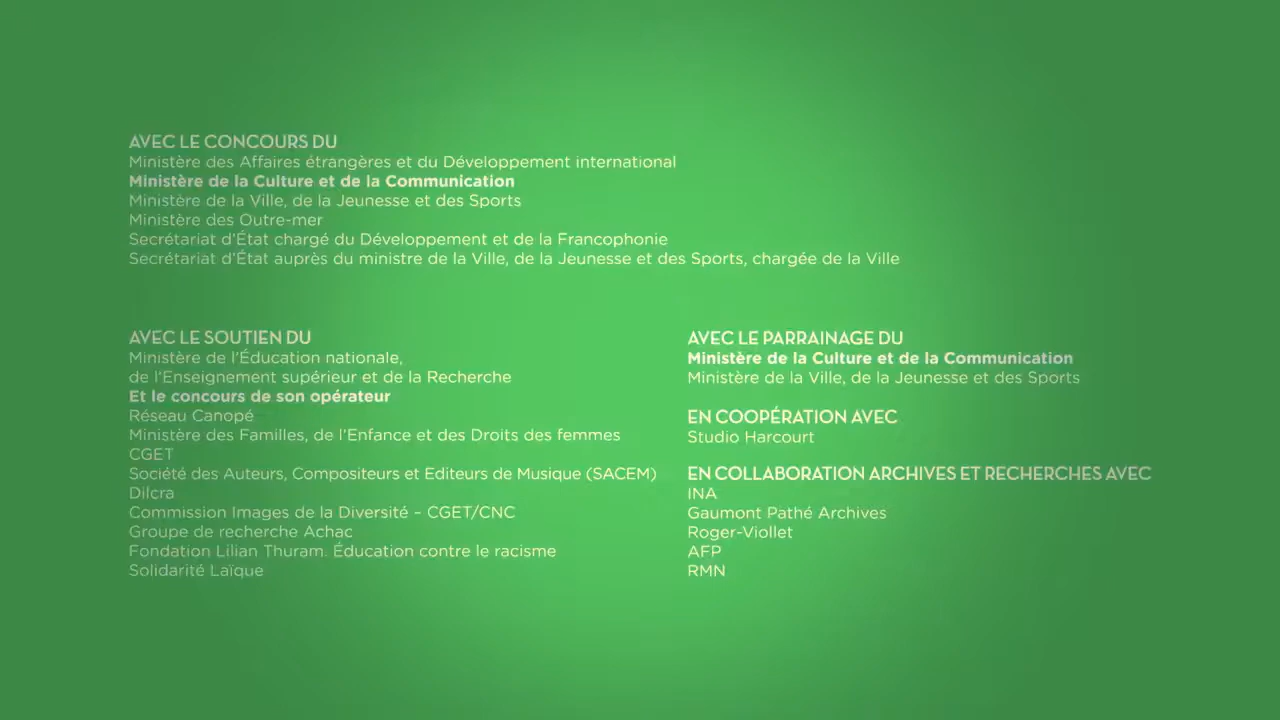 AVEC LE CONCOURS DU
Ministère des Affaires étrangères et du Développement international
Ministère de la Culture et de la Communication
Ministère de la Ville, de la Jeunesse et des Sports
Ministère des Outre-mer
Secrétariat d'État chargé du Développement et de la Francophonie
Secrétariat d'État auprès du ministre de la Ville, de la Jeunesse et des Sports, chargée de la Ville
AVEC LE SOUTIEN DU
Ministère de l'Éducation nationale,
de l'Enseignement supérieur et de la Recherche
Et le concours de son opérateur
Réseau Canopé
Ministère des Familles, de l'Enfance et des Droits des femmes
CGET
Société des Auteurs, Compositeurs et Editeurs de Musique (SACEM)
Dilcra
Commission Images de la Diversité – CGET/CNC
Groupe de recherche Achac
Fondation Lilian Thuram. Éducation contre le racisme
Solidarité Laïque
AVEC LE PARRAINAGE DU
Ministère de la Culture et de la Communication
Ministère de la Ville, de la Jeunesse et des Sports
EN COOPÉRATION AVEC
Studio Harcourt
EN COLLABORATION ARCHIVES ET RECHERCHES AVEC
INA
Gaumont Pathé Archives
Roger-Viollet
AFP
RMN